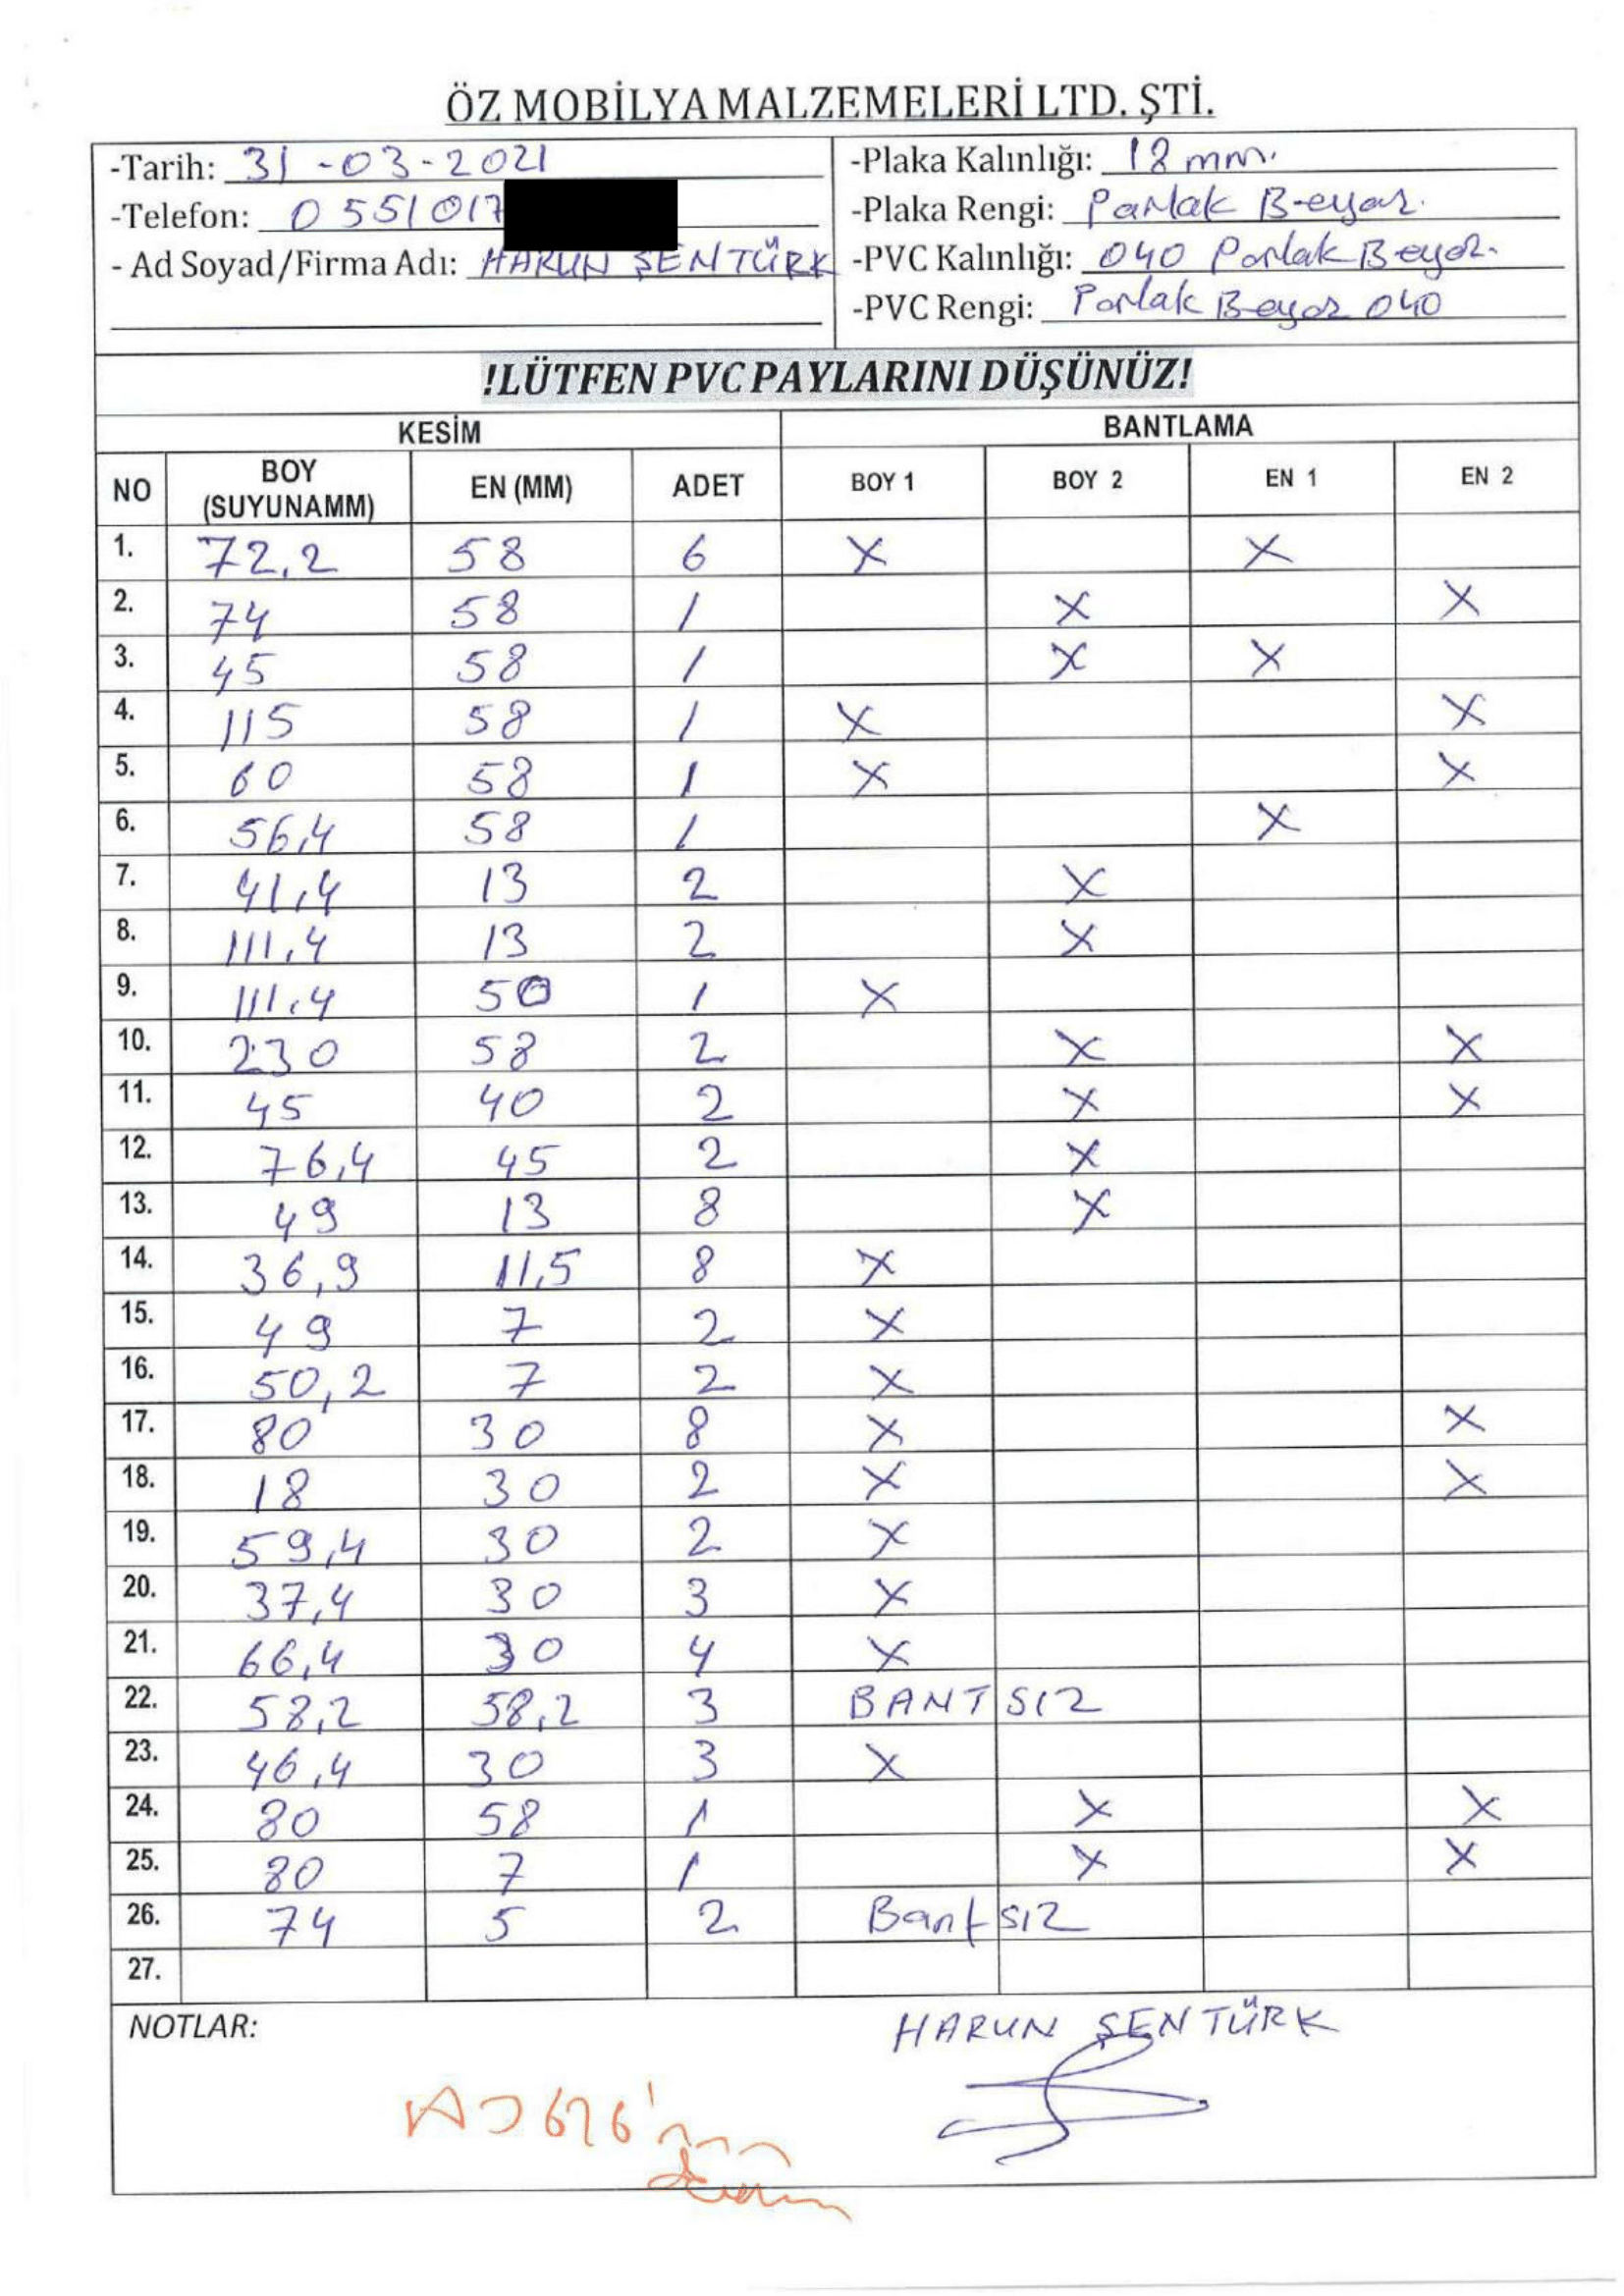 ÖZ MOBİLYA MALZEMELERİ LTD. ŞTİ.
-Tarih: 31-03-2021
-Plaka Kalınlığı: 18 mm.
-Telefon: 0551017
-Plaka Rengi: Parlak Beyaz.
- Ad Soyad/Firma Adı: HARUN ŞENTÜRK
-PVC Kalınlığı: 040 Parlak Beyaz.
-PVC Rengi: Parlak Beyaz 040
!LÜTFEN PVC PAYLARINI DÜŞÜNÜZ!
KESİM BANTLAMA
NO BOY (SUYUNAMM) EN (MM) ADET BOY 1 BOY 2 EN 1 EN 2
1. 72,2 58 6 X X
2. 74 58 1 X X
3. 45 58 1 X X
4. 115 58 1 X X
5. 60 58 1 X X
6. 56,4 58 1 X
7. 41,4 13 2 X
8. 111,4 13 2 X
9. 111,4 50 1 X
10. 230 58 2 X X
11. 45 40 2 X X
12. 76,4 45 2 X
13. 49 13 8 X
14. 36,9 11,5 8 X
15. 49 7 2 X
16. 50,2 7 2 X
17. 80 30 8 X X
18. 18 30 2 X X
19. 59,4 30 2 X
20. 37,4 30 3 X
21. 66,4 30 4 X
22. 58,2 58,2 3 BANTSIZ
23. 46,4 30 3 X
24. 80 58 1 X X
25. 80 7 1 X X
26. 74 5 2 Bantsız
27.
NOTLAR:
HARUN ŞENTÜRK